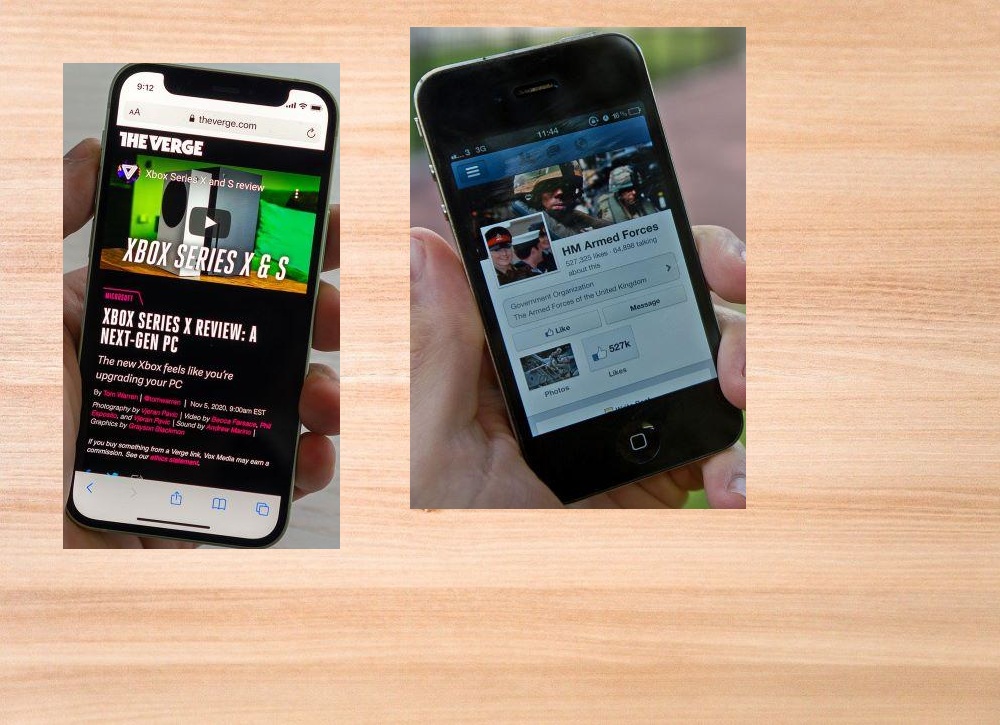 9:12
AA
theverge.com
THE VERGE
Xbox Series X and S review
XBOX SERIES X & S
MICROSOFT
XBOX SERIES X REVIEW: A
NEXT-GEN PC
The new Xbox feels like you're
upgrading your PC
By Tom Warren | @tomwarren | Nov 5, 2020, 9:00am EST
Photography by Vjeran Pavic | Video by Becca Farsace, Phil
Esposito, and Vjeran Pavic | Sound by Andrew Marino |
Graphics by Grayson Blackmon
If you buy something from a Verge link, Vox Media may earn a
commission. See our ethics statement.
3 3G
11:44
16%
HM Armed Forces
527,325 likes · 64,898 talking
about this
Government Organization
The Armed Forces of the United Kingdom
Like
Message
527k
Photos
Likes